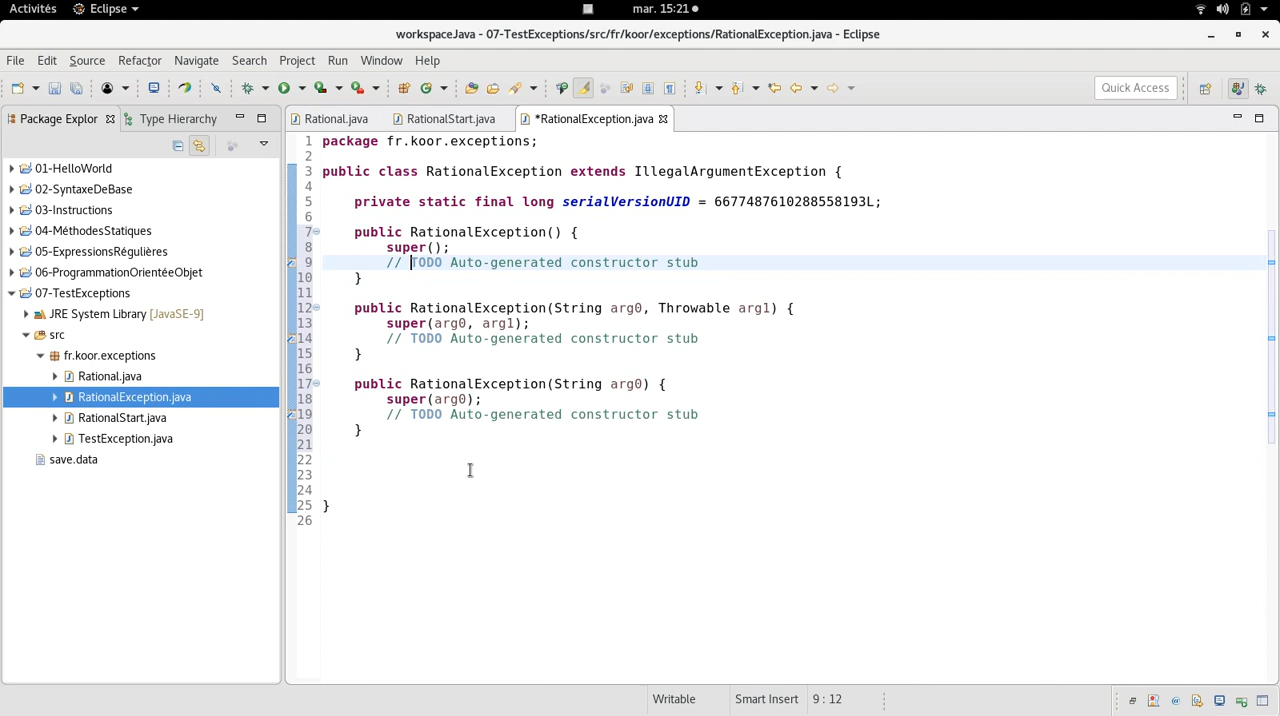 Activités Eclipse mar. 15:21
workspaceJava - 07-TestExceptions/src/fr/koor/exceptions/RationalException.java - Eclipse
File Edit Source Refactor Navigate Search Project Run Window Help
Quick Access
Package Explor Type Hierarchy
Rational.java RationalStart.java *RationalException.java
01-HelloWorld
02-SyntaxeDeBase
03-Instructions
04-MéthodesStatiques
05-ExpressionsRégulières
06-ProgrammationOrientéeObjet
07-TestExceptions
JRE System Library [JavaSE-9]
src
fr.koor.exceptions
Rational.java
RationalException.java
RationalStart.java
TestException.java
save.data
1 package fr.koor.exceptions;
2
3 public class RationalException extends IllegalArgumentException {
4
5 private static final long serialVersionUID = 6677487610288558193L;
6
7 public RationalException() {
8 super();
9 // TODO Auto-generated constructor stub
10 }
11
12 public RationalException(String arg0, Throwable arg1) {
13 super(arg0, arg1);
14 // TODO Auto-generated constructor stub
15 }
16
17 public RationalException(String arg0) {
18 super(arg0);
19 // TODO Auto-generated constructor stub
20 }
21
22
23
24
25 }
26
Writable Smart Insert 9 : 12